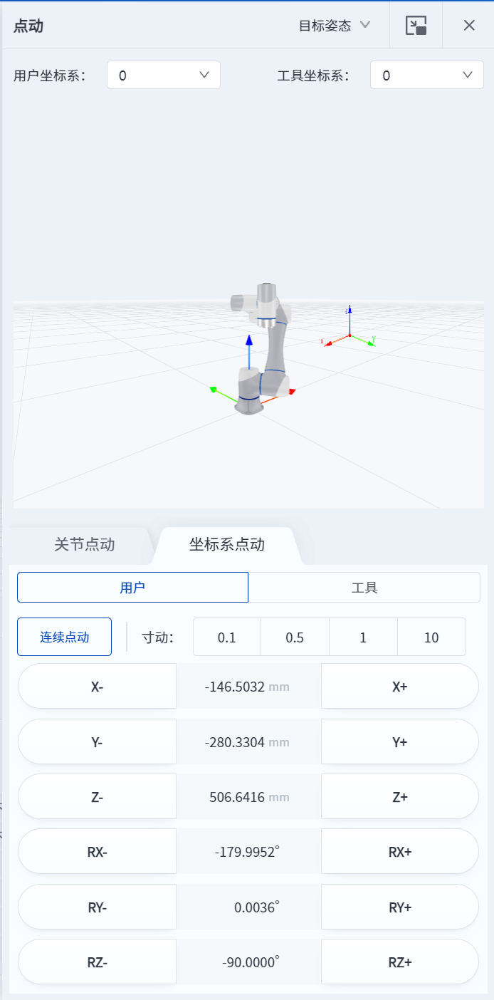 点动 目标姿态
用户坐标系： 0 工具坐标系： 0
Y
关节点动 坐标系点动
用户 工具
连续点动 寸动： 0.1 0.5 1 10
X- -146.5032 mm X+
Y- -280.3304 mm Y+
Z- 506.6416 mm Z+
RX- -179.9952° RX+
RY- 0.0036° RY+
RZ- -90.0000° RZ+